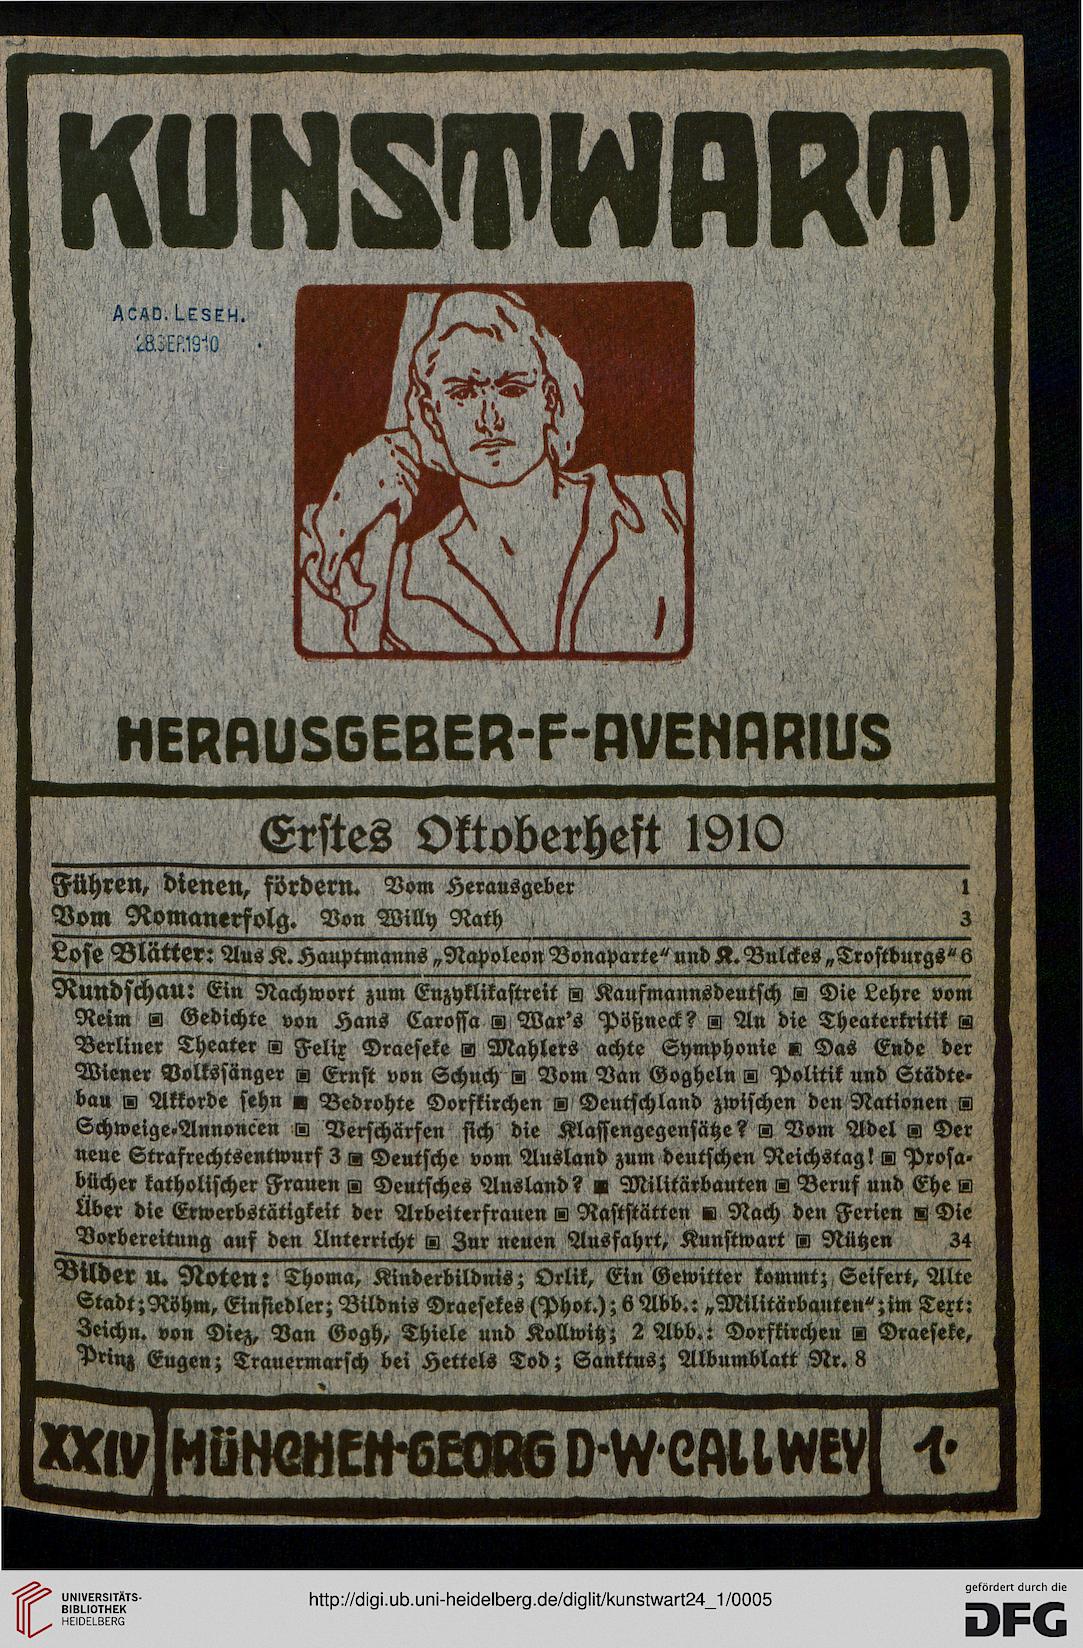 KUNSTWART
ACAD. LESEH.
28.SEP.1910
HERAUSGEBER-F-AVENARIUS
Erstes Oktoberheft 1910
Führen, dienen, fördern. Vom Herausgeber 1
Vom Romanerfolg. Von Willy Rath 3
Lose Blätter: Aus K. Hauptmanns „Napoleon Bonaparte“ und K. Bulckes „Trostburgs“ 6
Rundschau: Ein Nachwort zum Enzyklikastreit ▣ Kaufmannsdeutsch ▣ Die Lehre vom
Reim ▣ Gedichte von Hans Carossa ▣ War's Pößneck? ▣ An die Theaterkritik ▣
Berliner Theater ▣ Felix Draeseke ▣ Mahlers achte Symphonie ▣ Das Ende der
Wiener Volkssänger ▣ Ernst von Schuch ▣ Vom Van Gogheln ▣ Politik und Städte-
bau ▣ Akkorde sehn ▣ Bedrohte Dorfkirchen ▣ Deutschland zwischen den Nationen ▣
Schweige-Annoncen ▣ Verschärfen sich die Klassengegensätze? ▣ Vom Adel ▣ Der
neue Strafrechtsentwurf 3 ▣ Deutsche vom Ausland zum deutschen Reichstag! ▣ Prosa-
bücher katholischer Frauen ▣ Deutsches Ausland? ▣ Militärbauten ▣ Beruf und Ehe ▣
Über die Erwerbstätigkeit der Arbeiterfrauen ▣ Raststätten ▣ Nach den Ferien ▣ Die
Vorbereitung auf den Unterricht ▣ Zur neuen Ausfahrt, Kunstwart ▣ Nützen 34
Bilder u. Noten: Thoma, Kinderbildnis; Orlik, Ein Gewitter kommt; Seifert, Alte
Stadt; Röhm, Einsiedler; Bildnis Draesekes (Phot.); 6 Abb.: „Militärbauten“; im Text:
Zeichn. von Diez, Van Gogh, Thiele und Kollwitz; 2 Abb.: Dorfkirchen ▣ Draeseke,
Prinz Eugen; Trauermarsch bei Hettels Tod; Sanktus; Albumblatt Nr. 8
XXIV MÜNCHEN·GEORG D·W·CALLWEY 1·
UNIVERSITÄTS-
BIBLIOTHEK
HEIDELBERG
http://digi.ub.uni-heidelberg.de/diglit/kunstwart24_1/0005
gefördert durch die
DFG